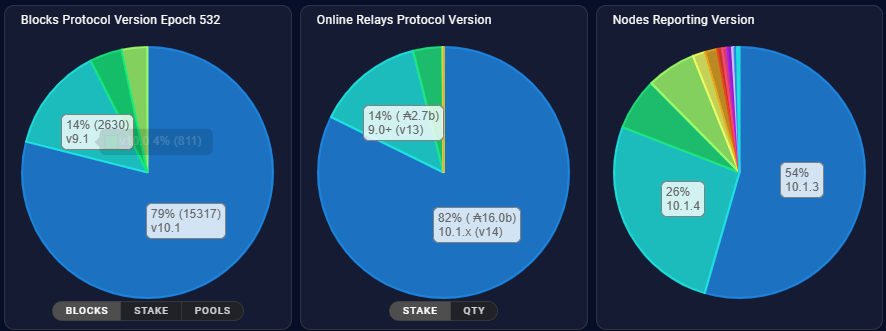 Blocks Protocol Version Epoch 532
14% (2630)
v9.1
4% (811)
79% (15317)
v10.1
BLOCKS STAKE POOLS
Online Relays Protocol Version
14% ( ₳2.7b)
9.0+ (v13)
82% ( ₳16.0b)
10.1.x (v14)
STAKE QTY
Nodes Reporting Version
54%
10.1.3
26%
10.1.4